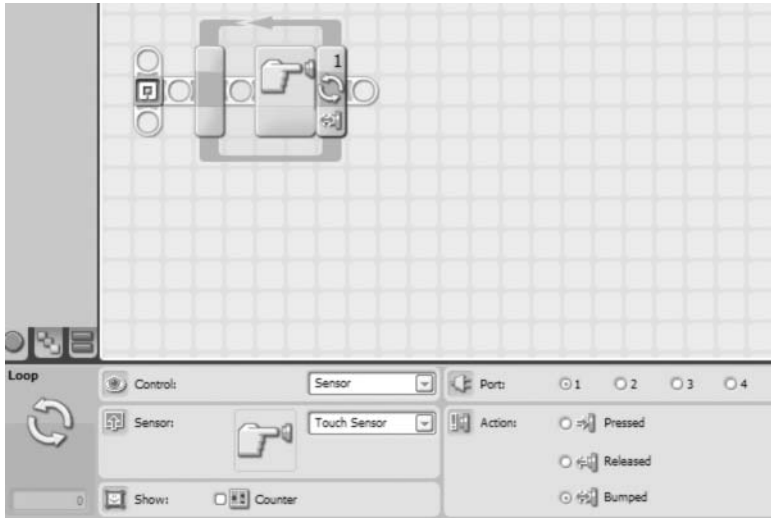 1
Loop
Control: Sensor Port: 1 2 3 4
Sensor: Touch Sensor Action: Pressed
Released
0 Show: Counter Bumped